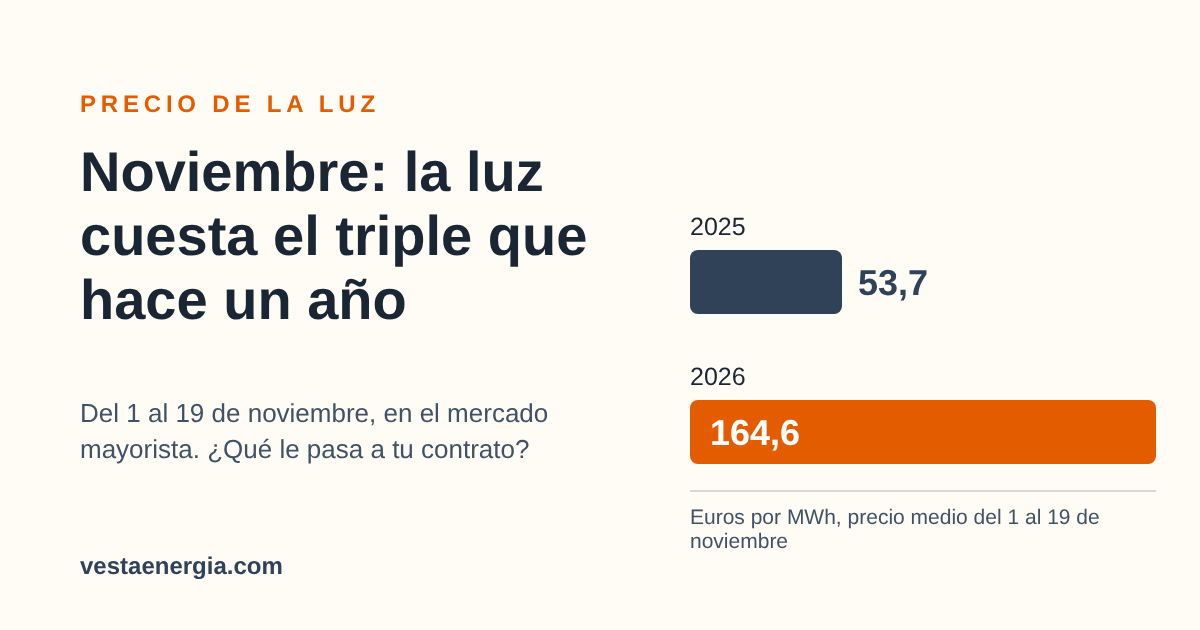 PRECIO DE LA LUZ
Noviembre: la luz
cuesta el triple que
hace un año
Del 1 al 19 de noviembre, en el mercado
mayorista. ¿Qué le pasa a tu contrato?
vestaenergia.com
2025
53,7
2026
164,6
Euros por MWh, precio medio del 1 al 19 de
noviembre